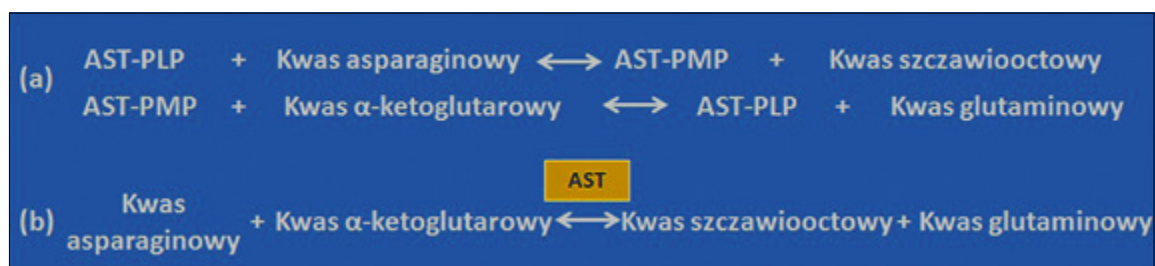 (a) AST-PLP + Kwas asparaginowy ⟷ AST-PMP + Kwas szczawiooctowy
AST-PMP + Kwas α-ketoglutarowy ⟷ AST-PLP + Kwas glutaminowy
AST
(b) Kwas asparaginowy + Kwas α-ketoglutarowy ⟷ Kwas szczawiooctowy + Kwas glutaminowy